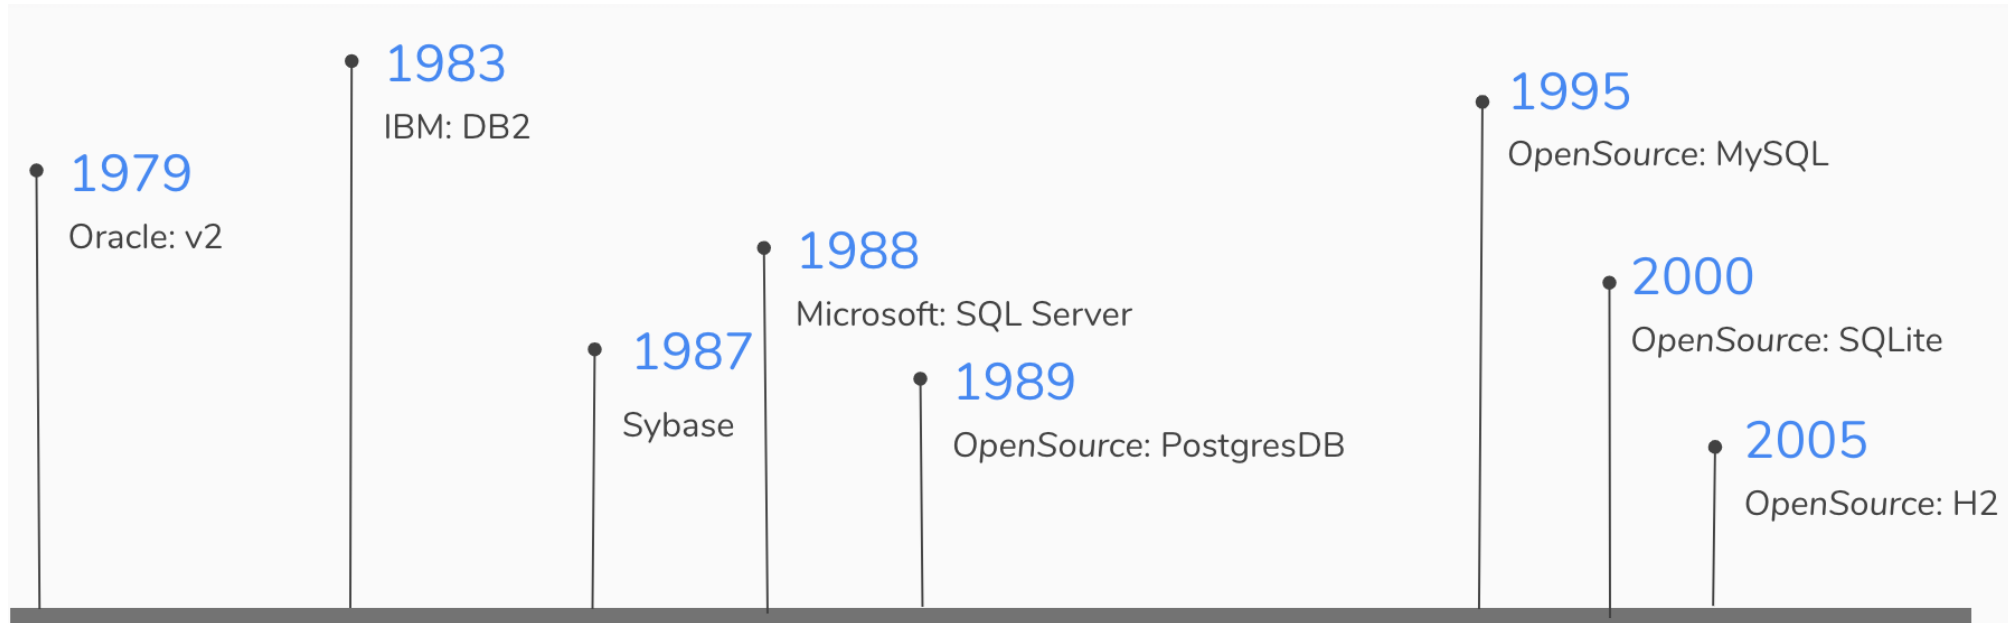 1979
Oracle: v2
1983
IBM: DB2
1987
Sybase
1988
Microsoft: SQL Server
1989
OpenSource: PostgresDB
1995
OpenSource: MySQL
2000
OpenSource: SQLite
2005
OpenSource: H2